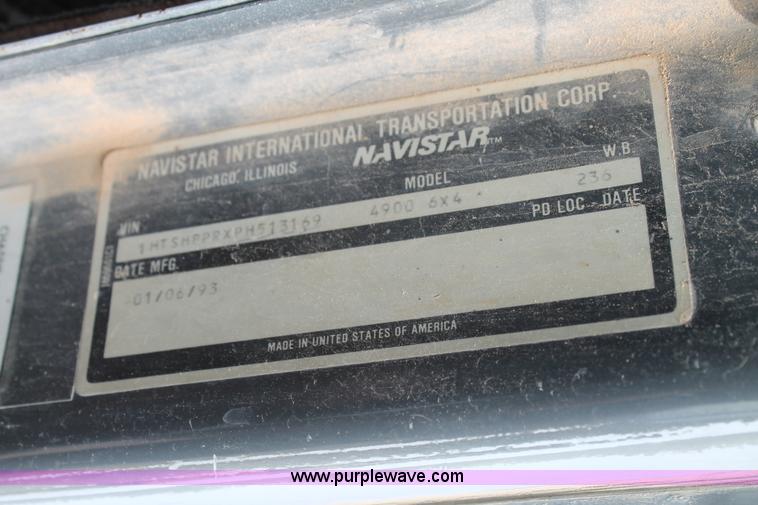 NAVISTAR INTERNATIONAL TRANSPORTATION CORP.
CHICAGO, ILLINOIS NAVISTAR™
VIN MODEL W.B.
1HTSHPPRXPH513169 4900 6X4 236
DATE MFG. PD LOC - DATE
01/06/93
MADE IN UNITED STATES OF AMERICA
www.purplewave.com